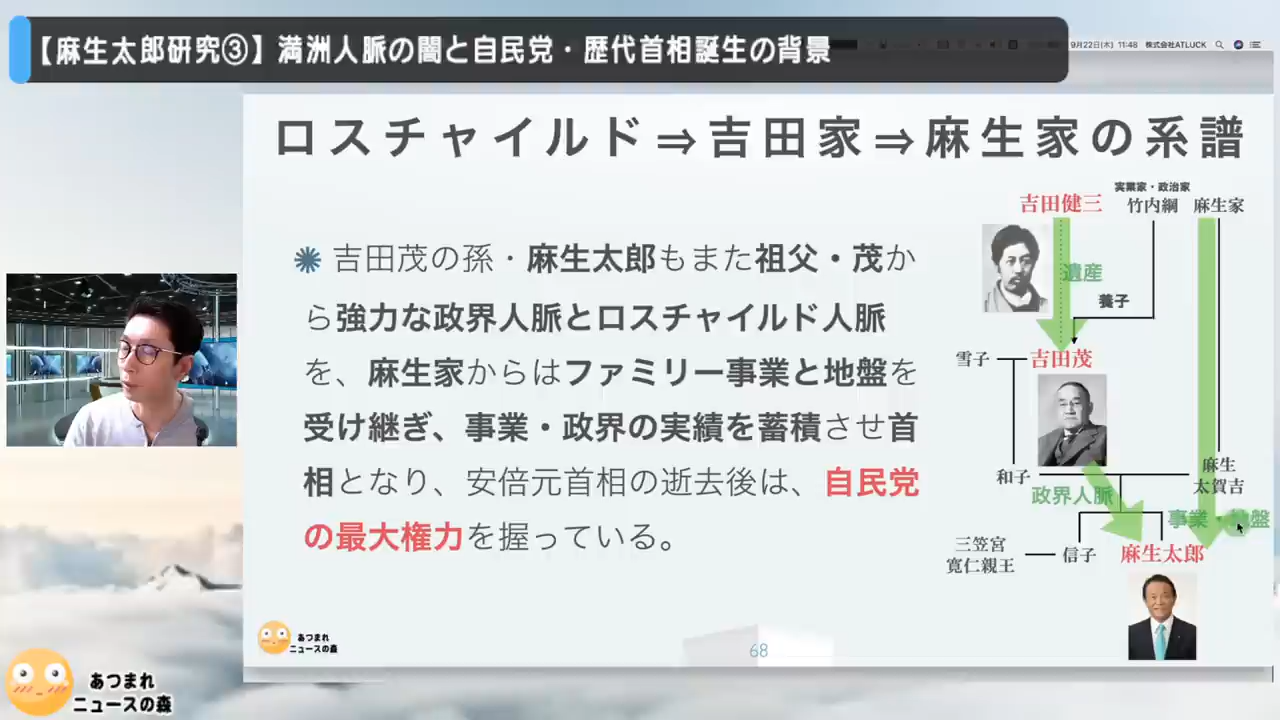 【麻生太郎研究③】満洲人脈の闇と自民党・歴代首相誕生の背景
9月22日(木) 11:48 株式会社ATLUCK
ロスチャイルド⇒吉田家⇒麻生家の系譜
吉田茂の孫・麻生太郎もまた祖父・茂か
ら強力な政界人脈とロスチャイルド人脈
を、麻生家からはファミリー事業と地盤を
受け継ぎ、事業・政界の実績を蓄積させ首
相となり、安倍元首相の逝去後は、自民党
の最大権力を握っている。
実業家・政治家
吉田健三 竹内綱 麻生家
遺産
養子
雪子 吉田茂
和子
麻生
太賀吉
政界人脈
事業・地盤
三笠宮
寛仁親王
信子 麻生太郎
あつまれ
ニュースの森
68
あつまれ
ニュースの森